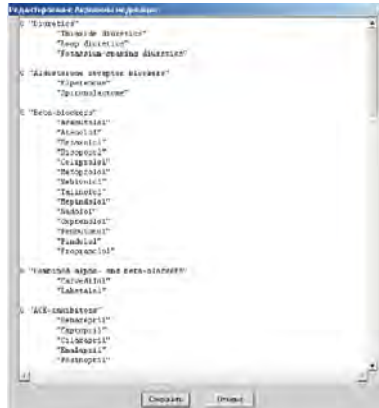 Редактирование
C "Diuretics"
"Thiazide diuretics"
"Loop diuretics"
"Potassium-sparing diuretics"
C "Aldosterone receptor blockers"
"Eplerenone"
"Spironolactone"
C "Beta-blockers"
"Acebutolol"
"Atenolol"
"Betaxolol"
"Bisoprolol"
"Celiprolol"
"Metoprolol"
"Nebivolol"
"Talinolol"
"Mepindolol"
"Nadolol"
"Oxprenolol"
"Penbutolol"
"Pindolol"
"Propranolol"
C "Combined alpha- and beta-blockers"
"Carvedilol"
"Labetalol"
C "ACE-inhibitors"
"Benazepril"
"Captopril"
"Cilazapril"
"Enalapril"
"Fosinopril"
Сохранить Отмена